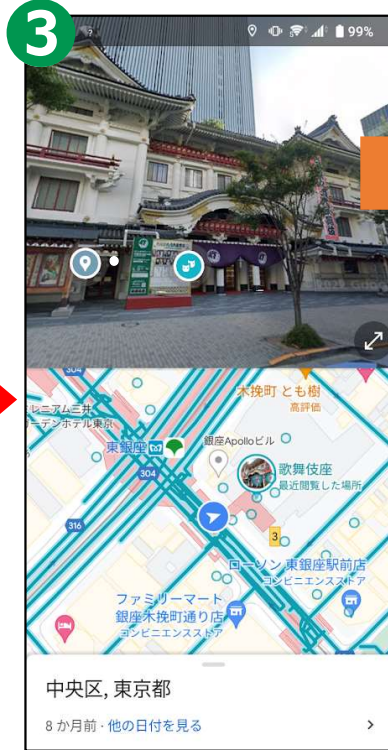 3
99%
304
木挽町 とも樹
高評価
レニアム三井
ーデンホテル東京
東銀座
銀座Apolloビル
歌舞伎座
最近閲覧した場所
304
316
3
ローソン 東銀座駅前店
コンビニエンスストア
ファミリーマート
銀座木挽町通り店
コンビニエンスストア
中央区, 東京都
8 か月前 · 他の日付を見る